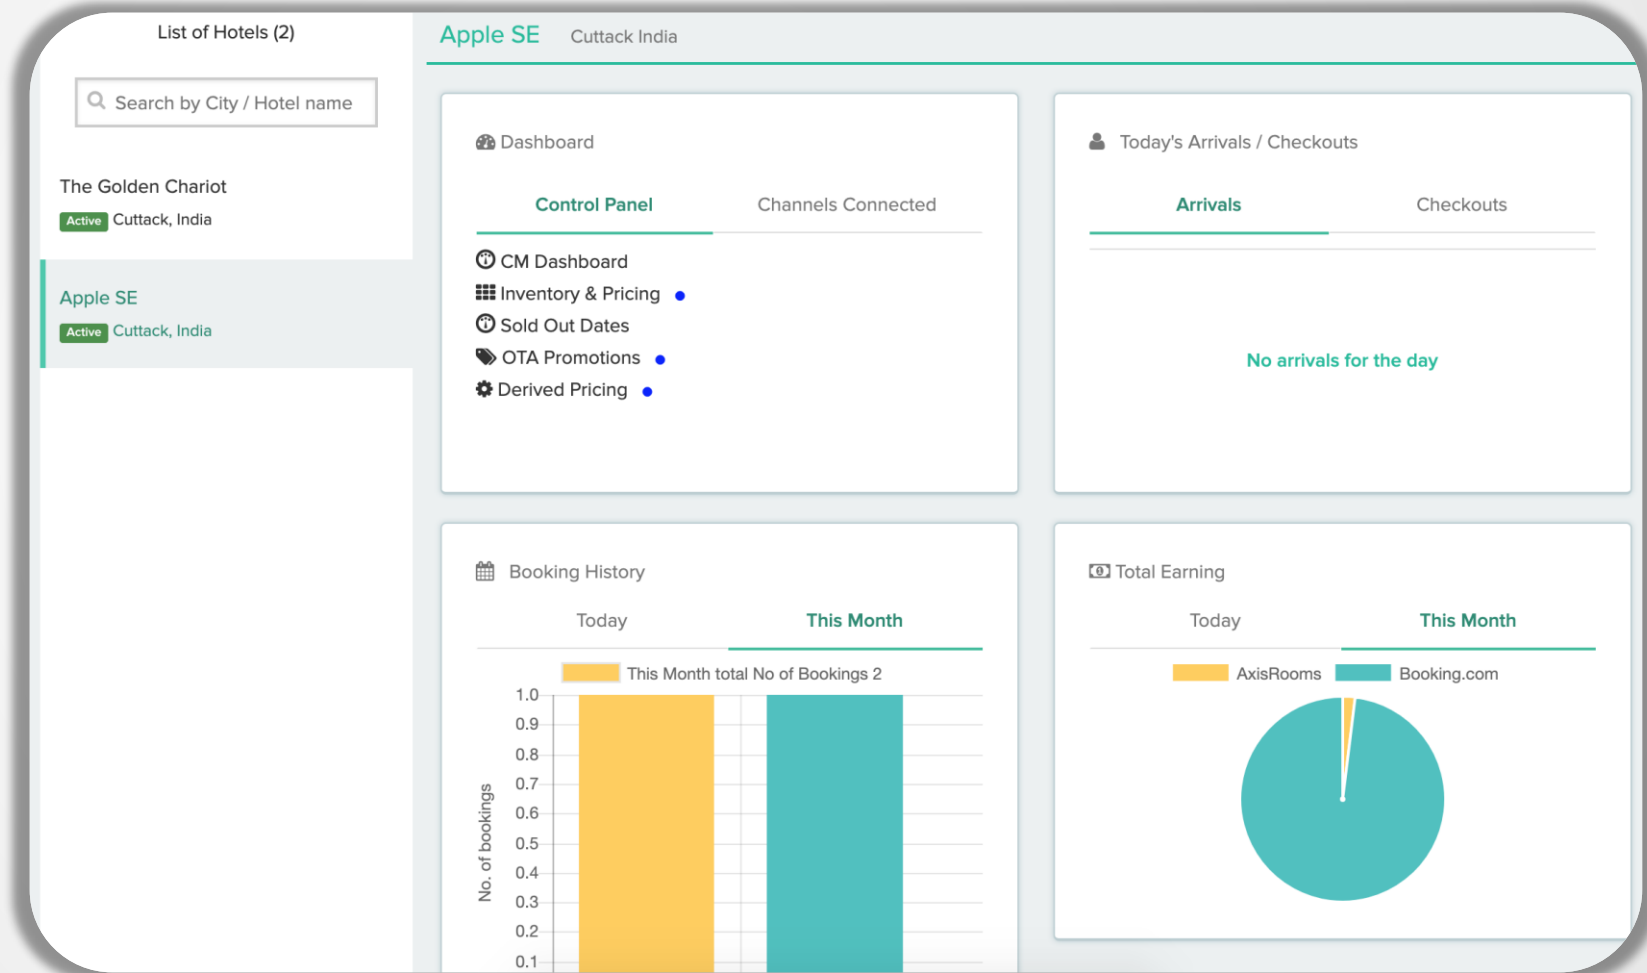 List of Hotels (2)
Search by City / Hotel name
The Golden Chariot
Active Cuttack, India
Apple SE
Active Cuttack, India
Apple SE Cuttack India
Dashboard
Control Panel Channels Connected
CM Dashboard
Inventory & Pricing
Sold Out Dates
OTA Promotions
Derived Pricing
Today's Arrivals / Checkouts
Arrivals Checkouts
No arrivals for the day
Booking History
Today This Month
This Month total No of Bookings 2
No. of bookings
1.0
0.9
0.8
0.7
0.6
0.5
0.4
0.3
0.2
0.1
Total Earning
Today This Month
AxisRooms Booking.com